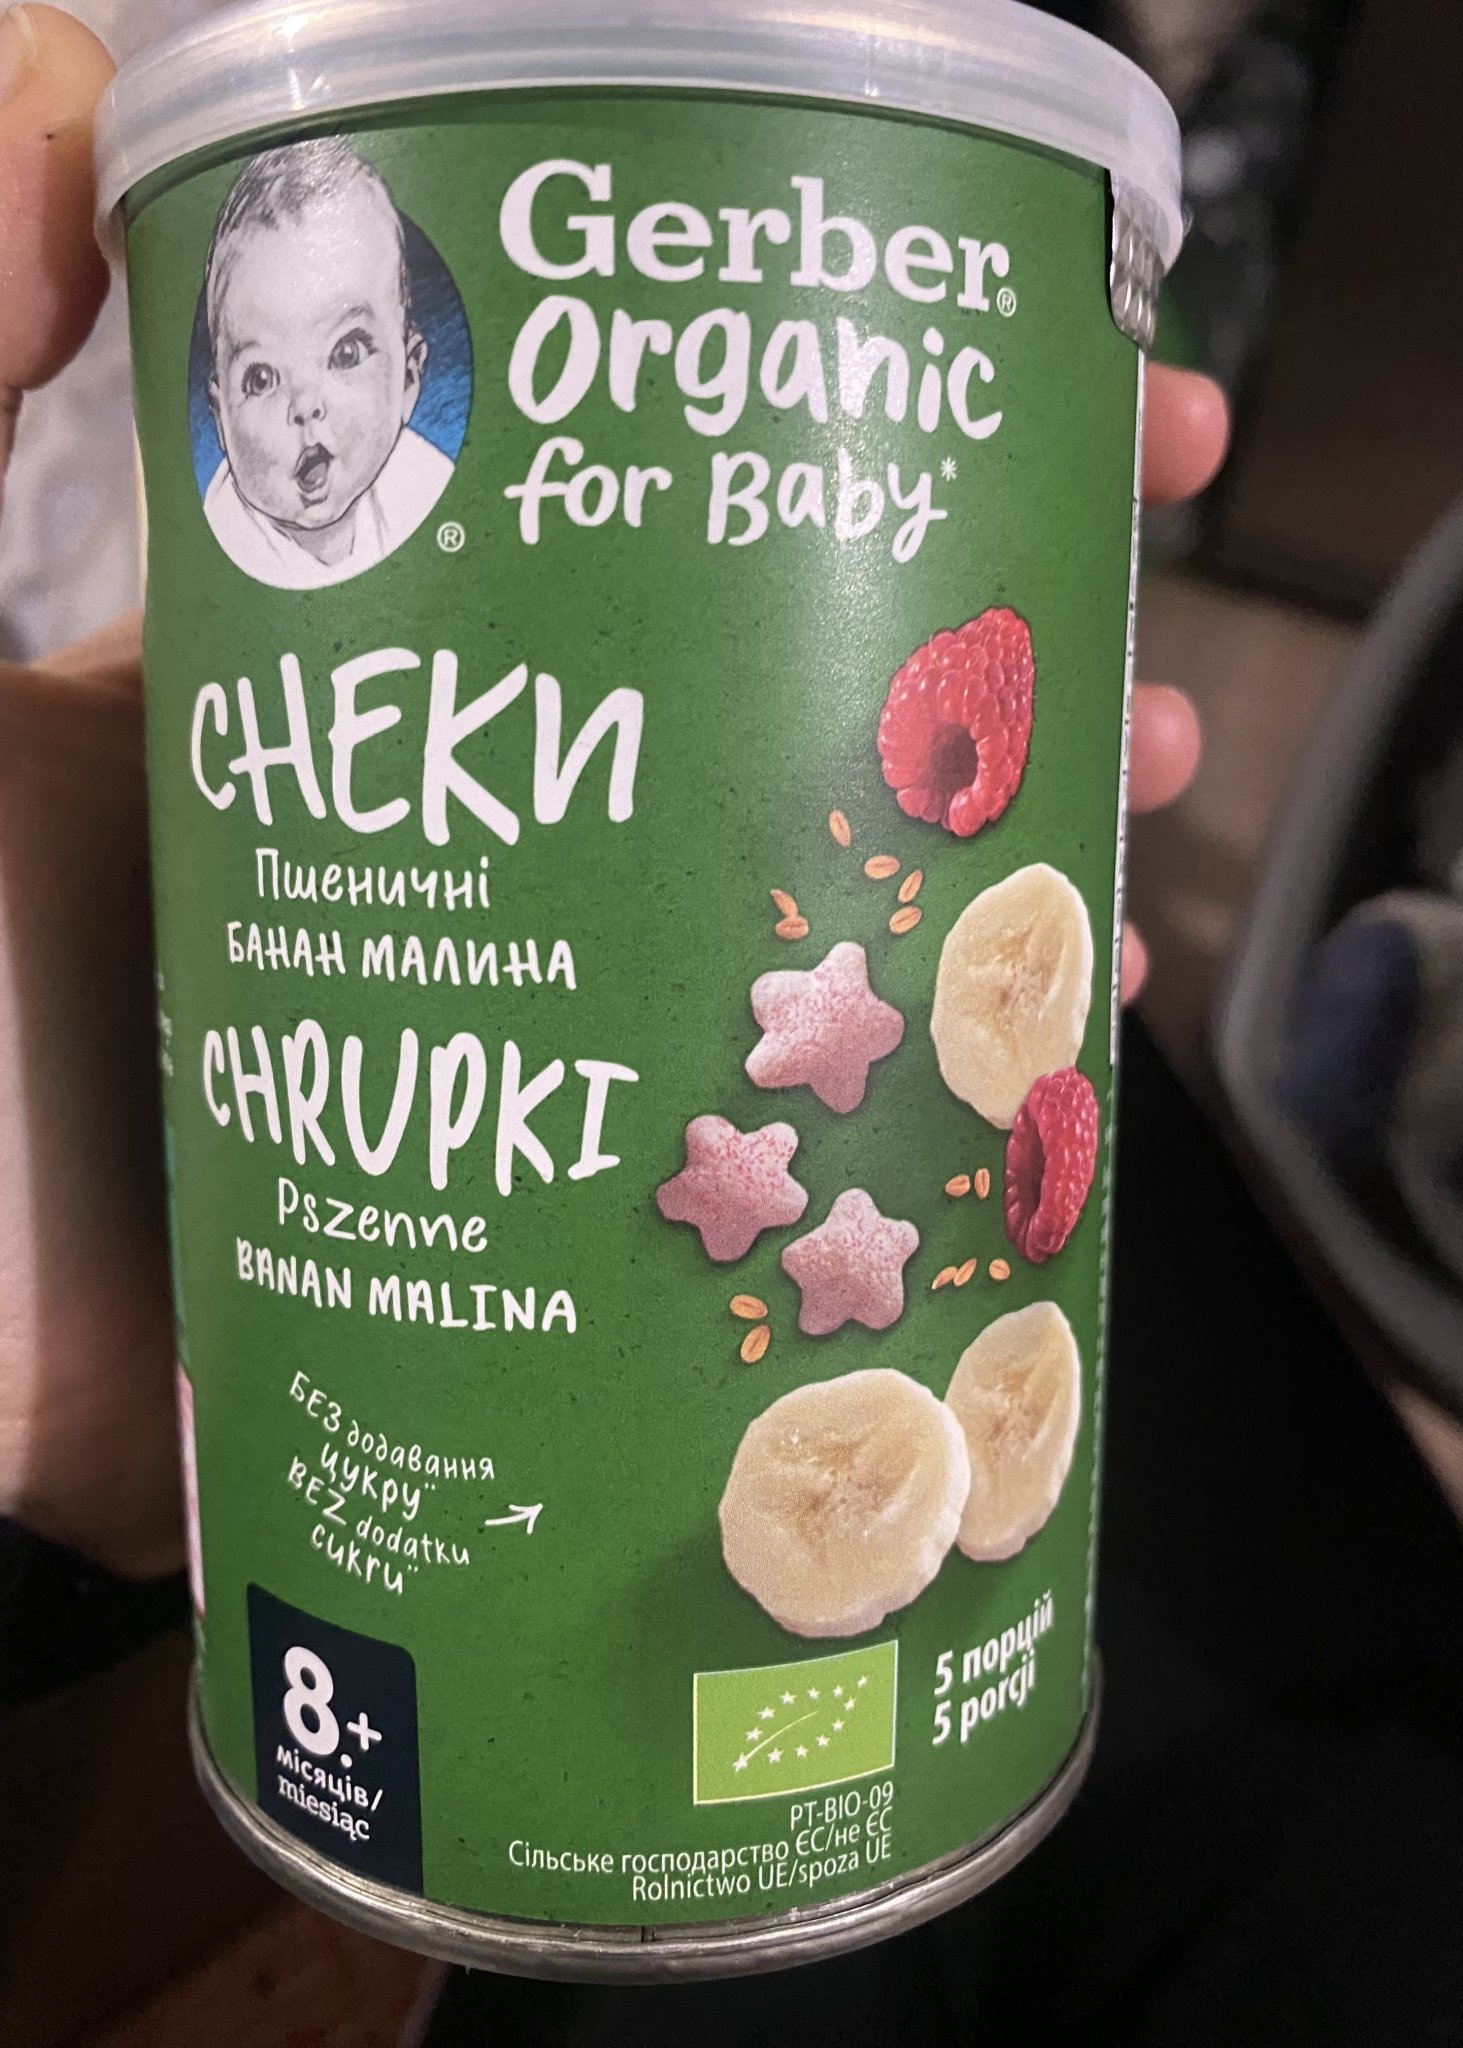 Gerber®
Organic
for Baby*
®
СНЕКИ
Пшеничні
БАНАН МАЛИНА
CHRUPKI
Pszenne
BANAN MALINA
БЕЗ додавання
цукру**
BEZ dodatku
cukru**
8.+
місяців/
miesiąc
5 порцій
5 porcji
PT-BIO-09
Сільське господарство ЄС/не ЄС
Rolnictwo UE/spoza UE